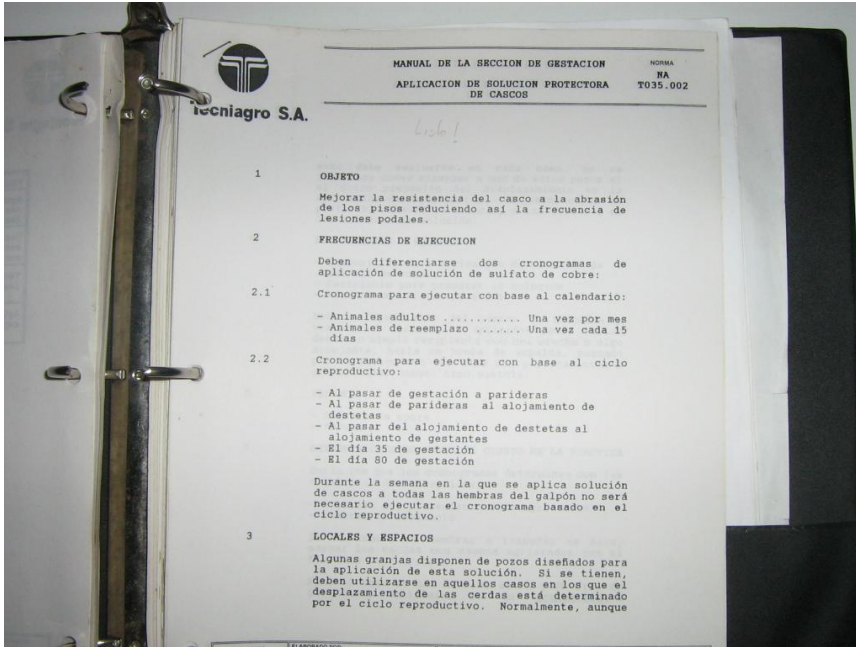 Tecniagro S.A.
MANUAL DE LA SECCION DE GESTACION
APLICACION DE SOLUCION PROTECTORA
DE CASCOS
NORMA
NA
T035.002
Listo!
1 OBJETO
Mejorar la resistencia del casco a la abrasión
de los pisos reduciendo así la frecuencia de
lesiones podales.
2 FRECUENCIAS DE EJECUCION
Deben diferenciarse dos cronogramas de
aplicación de solución de sulfato de cobre:
2.1 Cronograma para ejecutar con base al calendario:
- Animales adultos ............ Una vez por mes
- Animales de reemplazo ....... Una vez cada 15
días
2.2 Cronograma para ejecutar con base al ciclo
reproductivo:
- Al pasar de gestación a parideras
- Al pasar de parideras al alojamiento de
destetas
- Al pasar del alojamiento de destetas al
alojamiento de gestantes
- El día 35 de gestación
- El día 80 de gestación
Durante la semana en la que se aplica solución
de cascos a todas las hembras del galpón no será
necesario ejecutar el cronograma basado en el
ciclo reproductivo.
3 LOCALES Y ESPACIOS
Algunas granjas disponen de pozos diseñados para
la aplicación de esta solución. Si se tienen,
deben utilizarse en aquellos casos en los que el
desplazamiento de las cerdas está determinado
por el ciclo reproductivo. Normalmente, aunque
ELABORADO POR